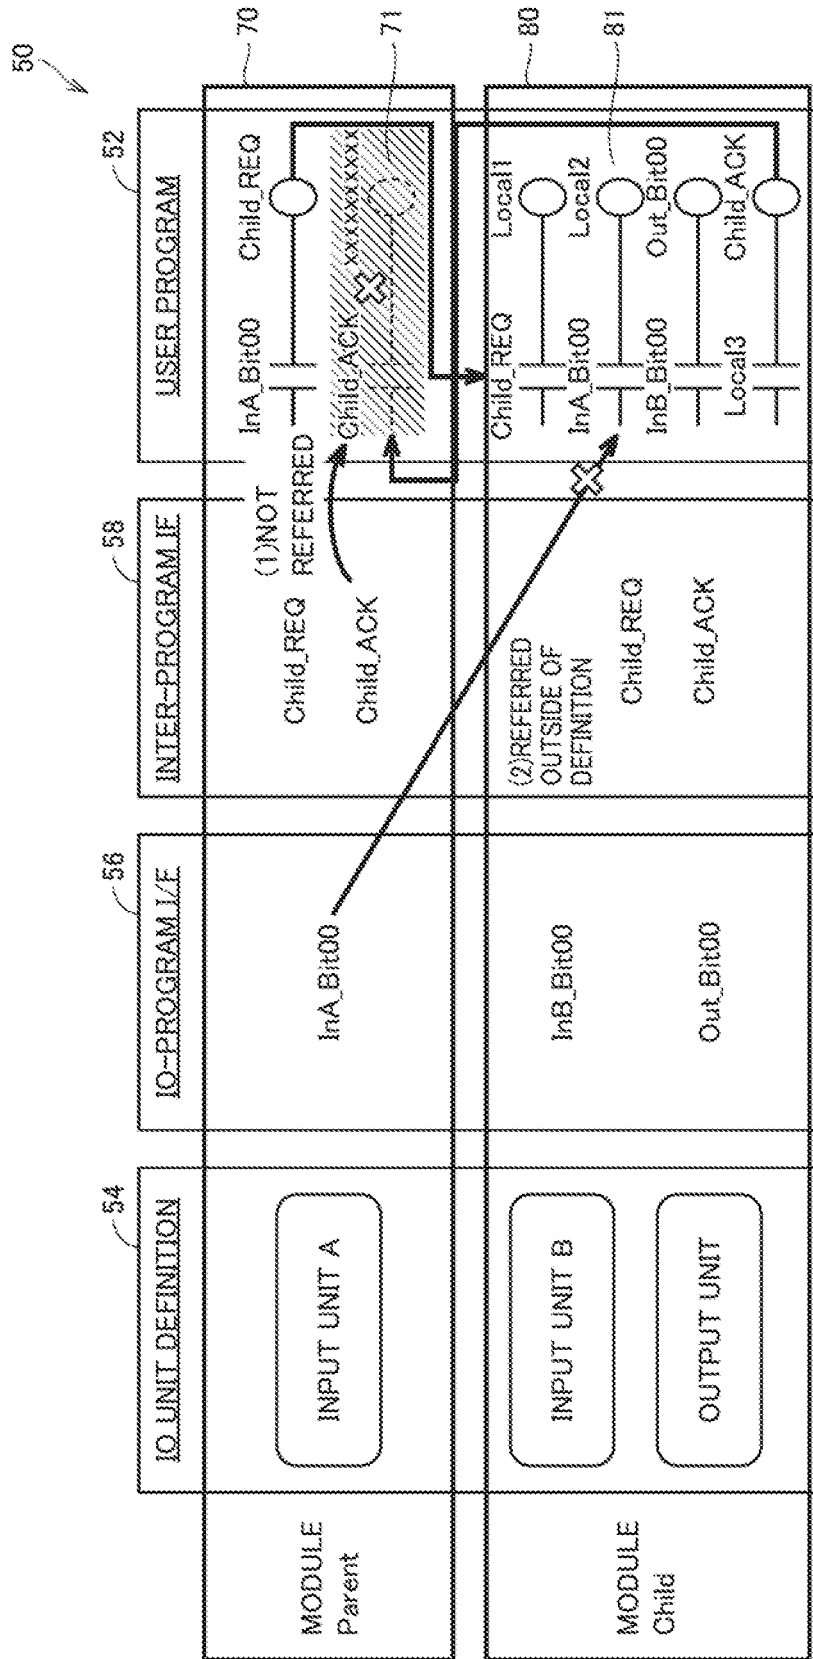 50
54
56
58
52
IO UNIT DEFINITION
IO-PROGRAM I/F
INTER-PROGRAM IF
USER PROGRAM
70
MODULE
Parent
INPUT UNIT A
InA_Bit00
Child_REQ
Child_ACK
(1)NOT
REFERRED
InA_Bit00
Child_REQ
Child_ACK
XXXXXXXXXX
71
80
MODULE
Child
INPUT UNIT B
OUTPUT UNIT
InB_Bit00
Out_Bit00
(2)REFERRED
OUTSIDE OF
DEFINITION
Child_REQ
Child_ACK
Child_REQ
Local1
InA_Bit00
Local2
InB_Bit00
Out_Bit00
Local3
Child_ACK
81